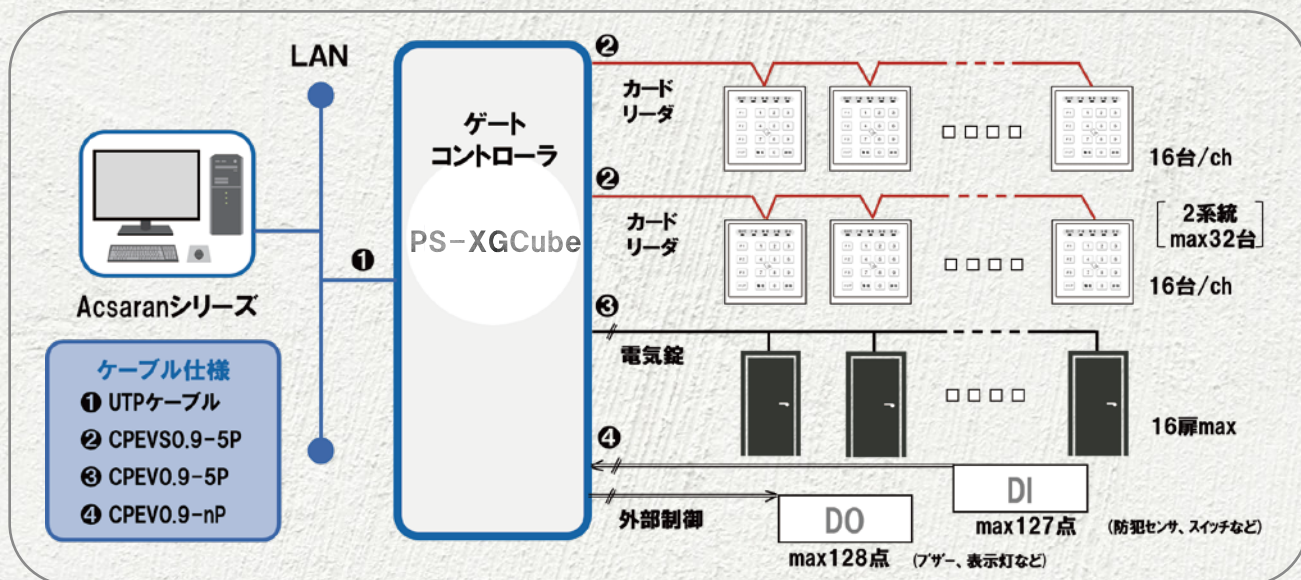 LAN
Acsaranシリーズ
ケーブル仕様
❶ UTPケーブル
❷ CPEVS0.9-5P
❸ CPEV0.9-5P
❹ CPEV0.9-nP
❶
ゲート
コントローラ
PS-XGCube
❷
カード
リーダ
16台/ch
❷
カード
リーダ
2系統
max32台
16台/ch
❸
電気錠
16扉max
❹
外部制御
DI
max127点 (防犯センサ、スイッチなど)
DO
max128点 (ブザー、表示灯など)